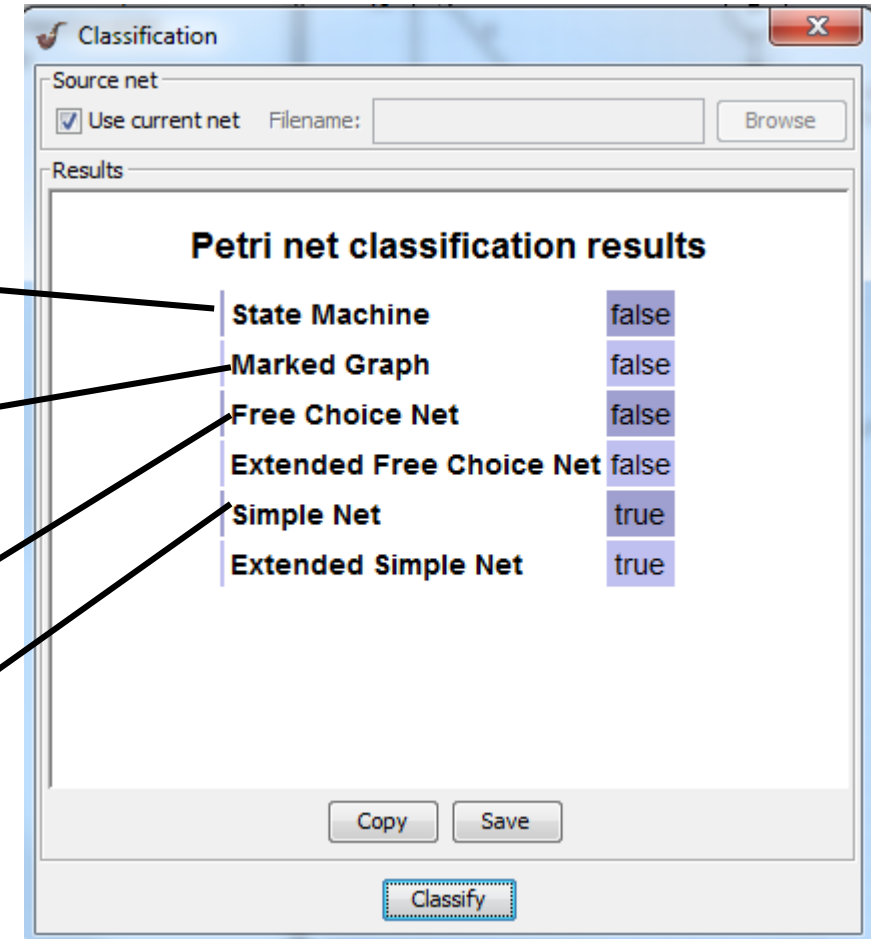 Classification
Source net
Use current net Filename: Browse
Results
Petri net classification results
State Machine false
Marked Graph false
Free Choice Net false
Extended Free Choice Net false
Simple Net true
Extended Simple Net true
Copy Save
Classify